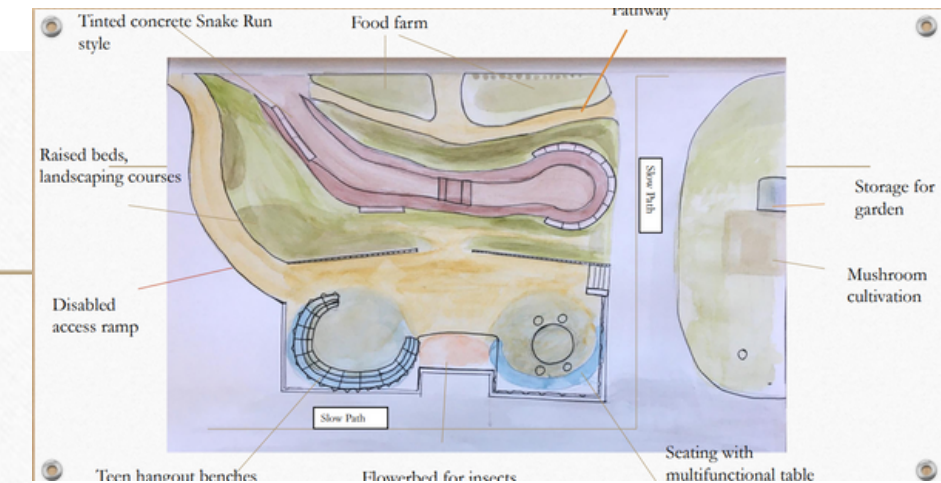 Tinted concrete Snake Run
style
Food farm
Pathway
Raised beds,
landscaping courses
Slow Path
Storage for
garden
Mushroom
cultivation
Disabled
access ramp
Slow Path
Teen hangout benches
Flowerbed for insects
Seating with
multifunctional table